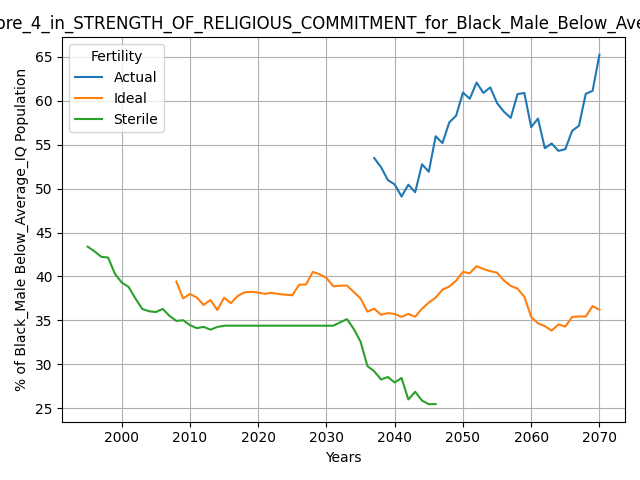 ore_4_in_STRENGTH_OF_RELIGIOUS_COMMITMENT_for_Black_Male_Below_Ave
Fertility
Actual
Ideal
Sterile
% of Black_Male Below_Average_IQ Population
65
60
55
50
45
40
35
30
25
2000 2010 2020 2030 2040 2050 2060 2070
Years